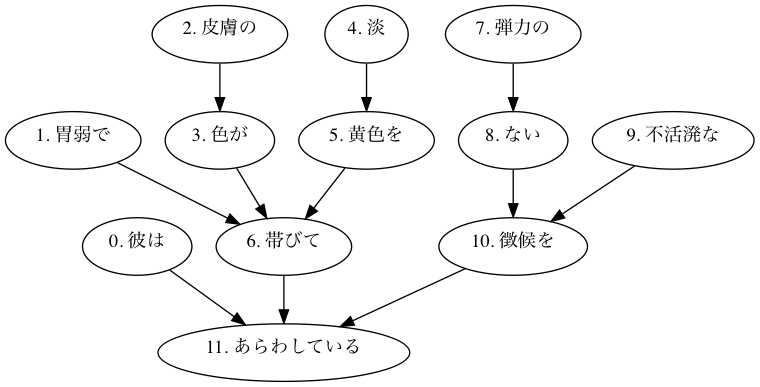 2. 皮膚の
4. 淡
7. 弾力の
1. 胃弱で
3. 色が
5. 黄色を
8. ない
9. 不活溌な
0. 彼は
6. 帯びて
10. 徴候を
11. あらわしている